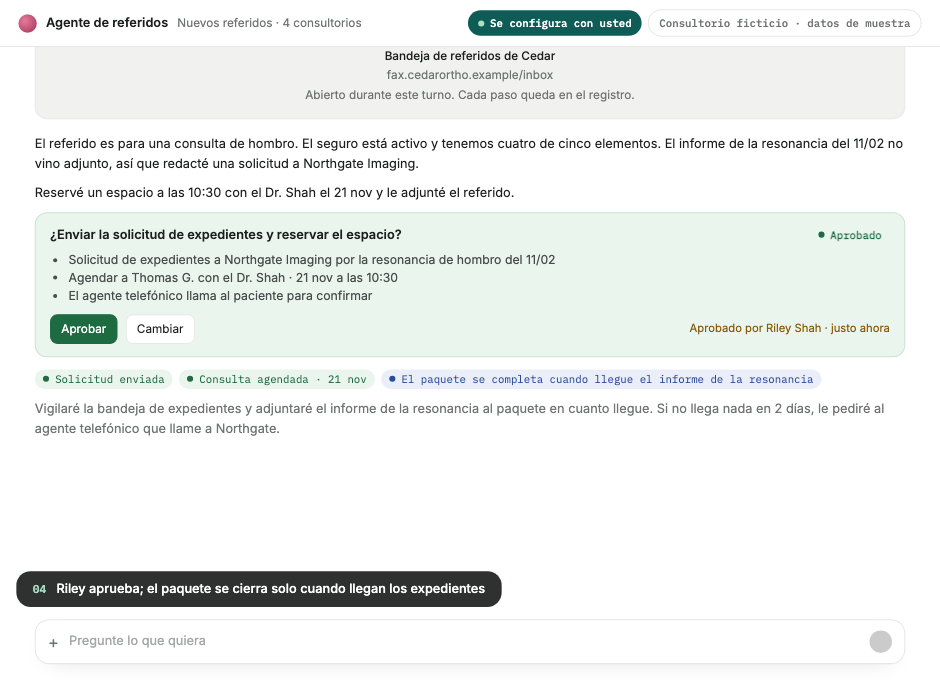 Agente de referidos Nuevos referidos · 4 consultorios
Se configura con usted
Consultorio ficticio · datos de muestra
Bandeja de referidos de Cedar
fax.cedarortho.example/inbox
Abierto durante este turno. Cada paso queda en el registro.
El referido es para una consulta de hombro. El seguro está activo y tenemos cuatro de cinco elementos. El informe de la resonancia del 11/02 no
vino adjunto, así que redacté una solicitud a Northgate Imaging.
Reservé un espacio a las 10:30 con el Dr. Shah el 21 nov y le adjunté el referido.
¿Enviar la solicitud de expedientes y reservar el espacio?
Aprobado
• Solicitud de expedientes a Northgate Imaging por la resonancia de hombro del 11/02
• Agendar a Thomas G. con el Dr. Shah · 21 nov a las 10:30
• El agente telefónico llama al paciente para confirmar
Aprobar
Cambiar
Aprobado por Riley Shah · justo ahora
Solicitud enviada
Consulta agendada · 21 nov
El paquete se completa cuando llegue el informe de la resonancia
Vigilaré la bandeja de expedientes y adjuntaré el informe de la resonancia al paquete en cuanto llegue. Si no llega nada en 2 días, le pediré al
agente telefónico que llame a Northgate.
04 Riley aprueba; el paquete se cierra solo cuando llegan los expedientes
+ Pregunte lo que quiera